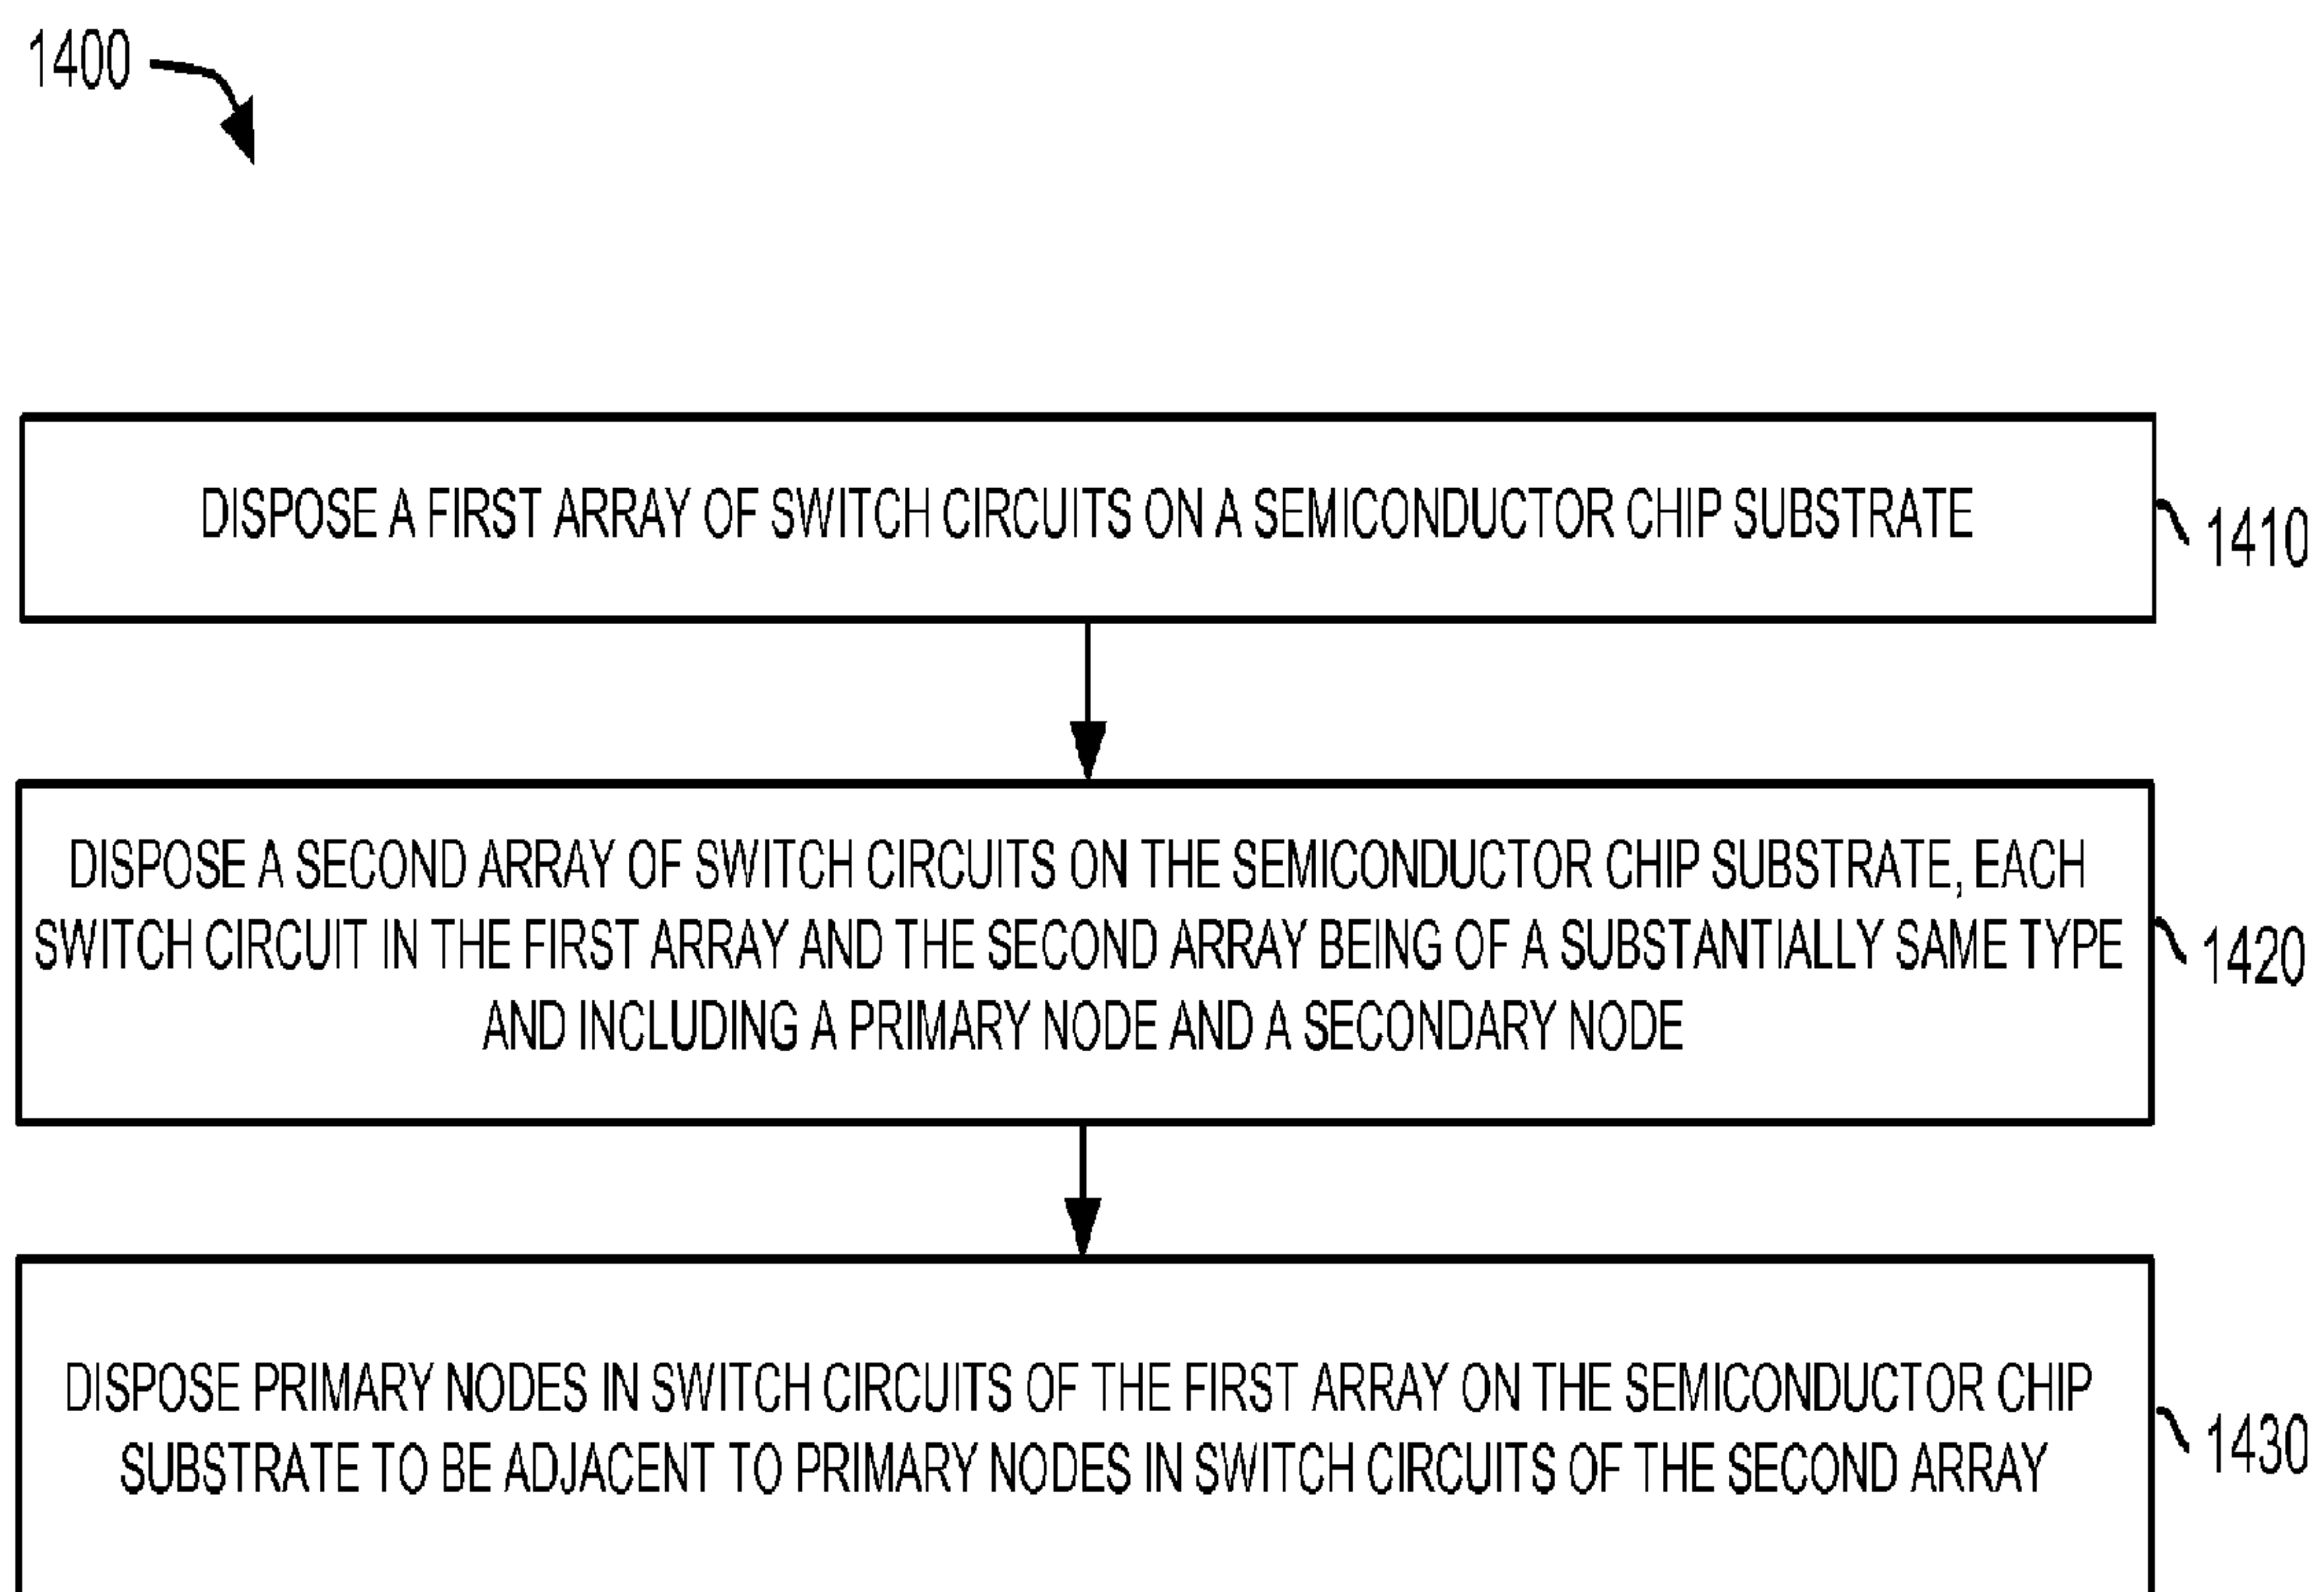 1400
DISPOSE A FIRST ARRAY OF SWITCH CIRCUITS ON A SEMICONDUCTOR CHIP SUBSTRATE
1410
DISPOSE A SECOND ARRAY OF SWITCH CIRCUITS ON THE SEMICONDUCTOR CHIP SUBSTRATE, EACH
SWITCH CIRCUIT IN THE FIRST ARRAY AND THE SECOND ARRAY BEING OF A SUBSTANTIALLY SAME TYPE
AND INCLUDING A PRIMARY NODE AND A SECONDARY NODE
1420
DISPOSE PRIMARY NODES IN SWITCH CIRCUITS OF THE FIRST ARRAY ON THE SEMICONDUCTOR CHIP
SUBSTRATE TO BE ADJACENT TO PRIMARY NODES IN SWITCH CIRCUITS OF THE SECOND ARRAY
1430